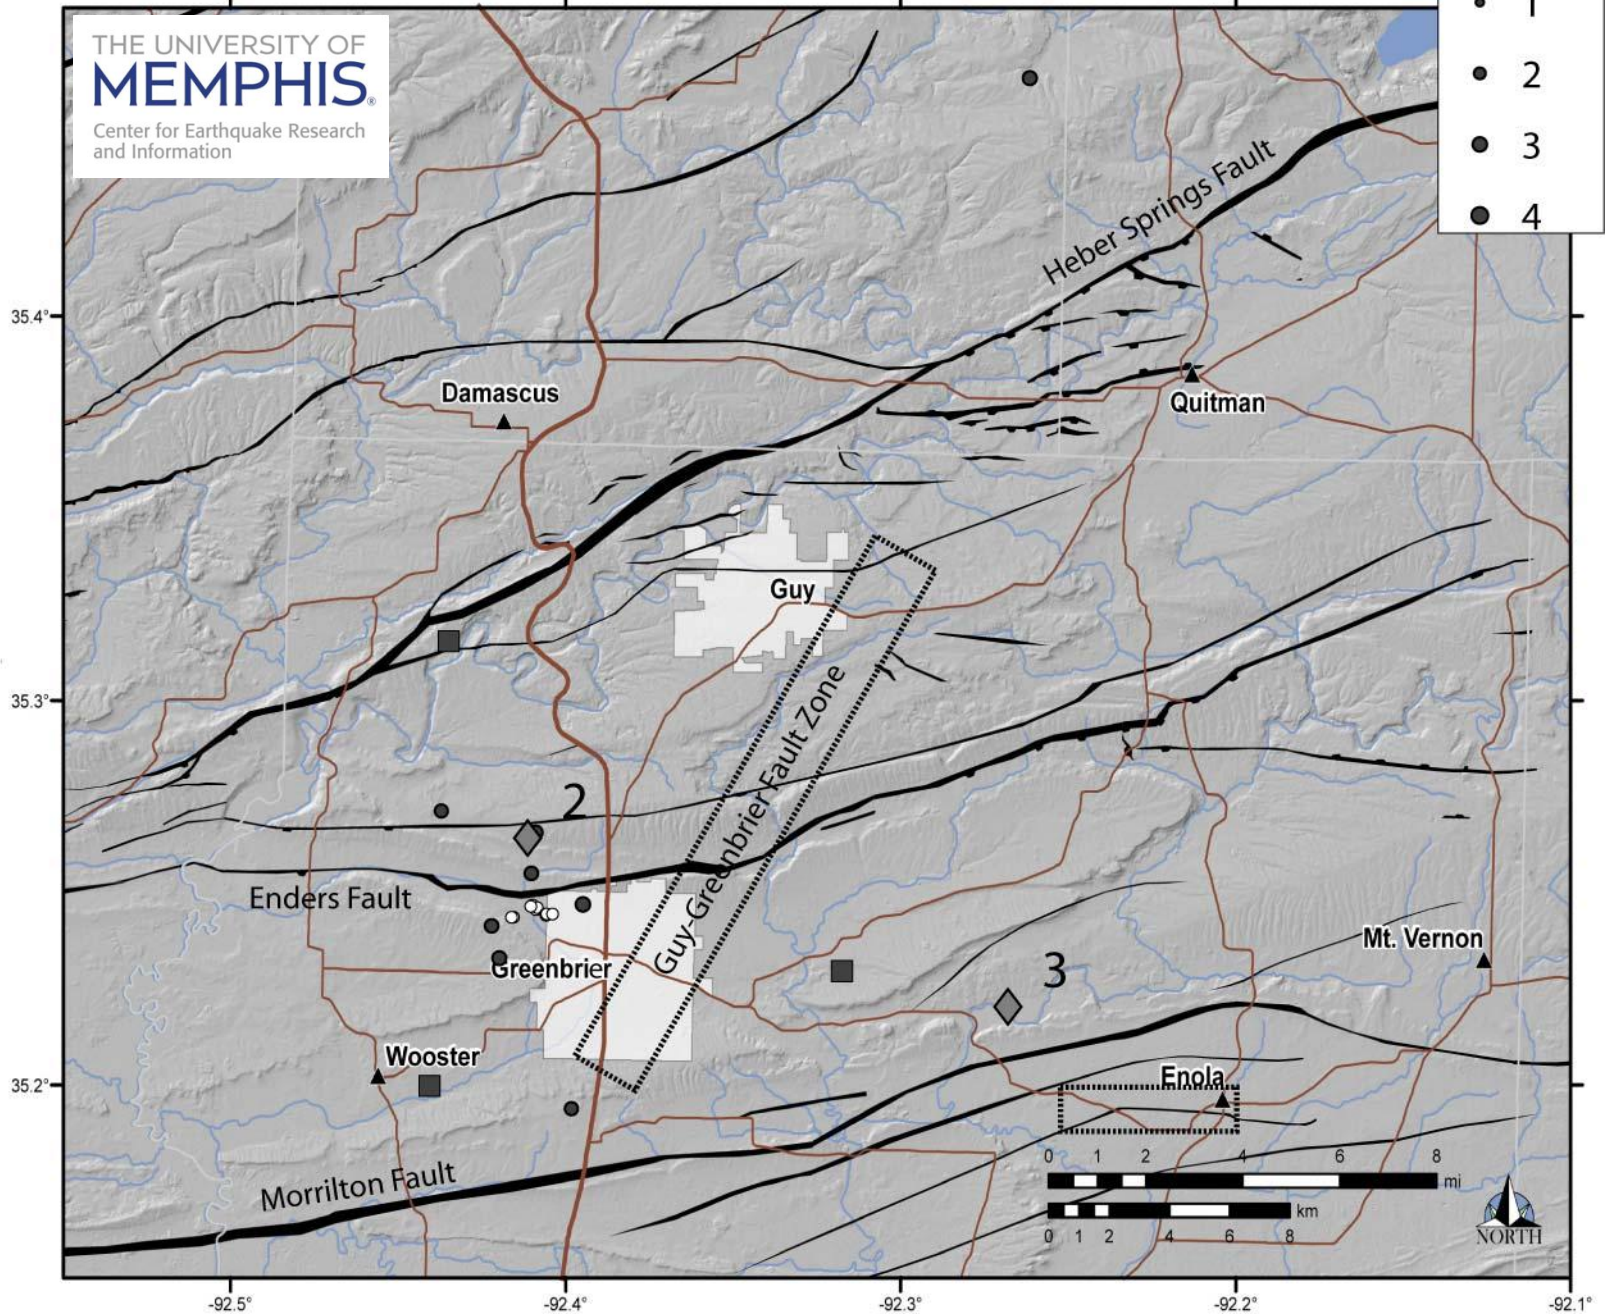 THE UNIVERSITY OF
MEMPHIS®
Center for Earthquake Research
and Information
1
2
3
4
Heber Springs Fault
35.4°
Damascus
Quitman
Guy
35.3°
Guy-Greenbrier Fault Zone
2
Enders Fault
Mt. Vernon
Greenbrier
3
Wooster
35.2°
Enola
Morrilton Fault
0 1 2 4 6 8
mi
km
0 1 2 4 6 8
NORTH
-92.5° -92.4° -92.3° -92.2° -92.1°